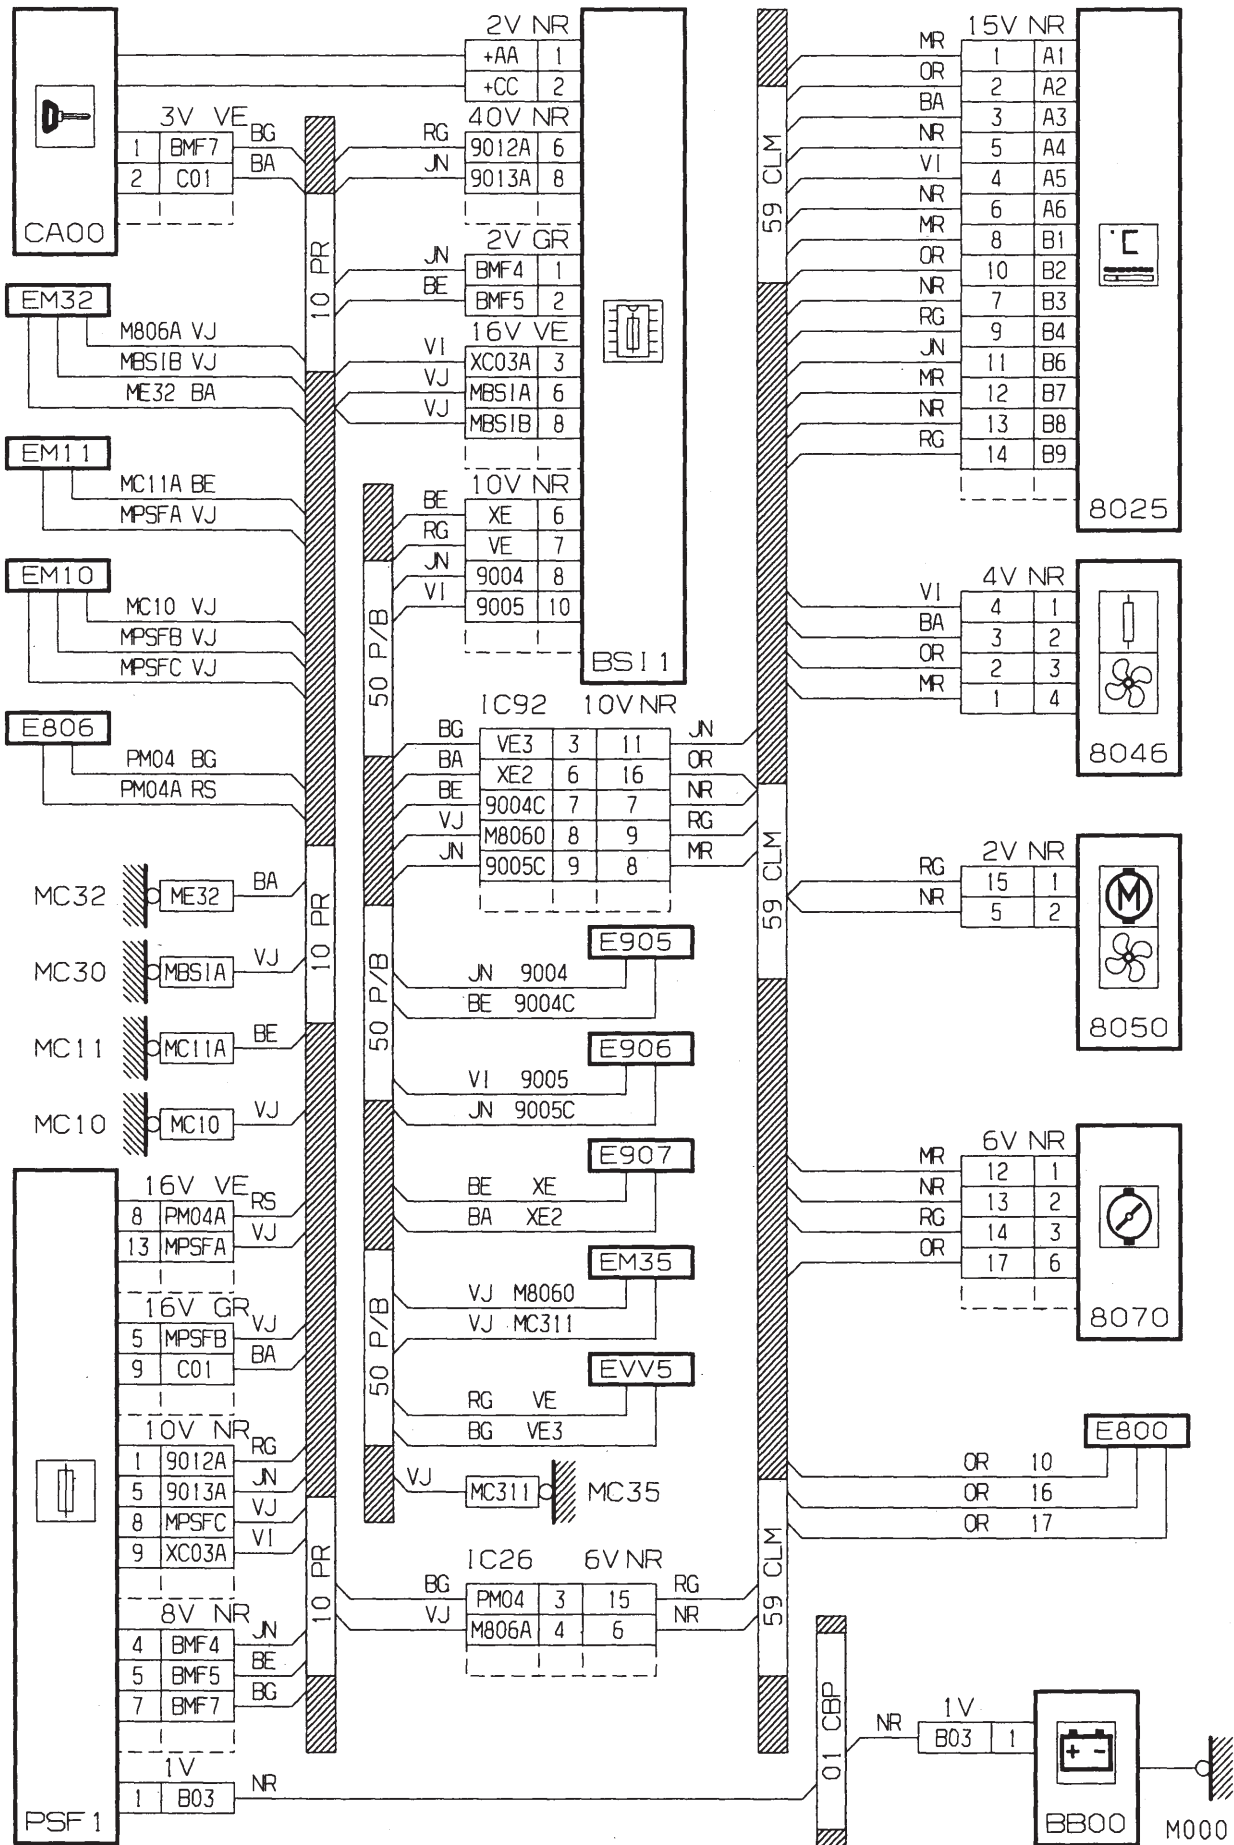 CA00
3V VE
1 BMF7 BG
2 C01 BA
EM32
M806A VJ
MBSIB VJ
ME32 BA
EM11
MC11A BE
MPSFA VJ
EM10
MC10 VJ
MPSFB VJ
MPSFC VJ
E806
PM04 BG
PM04A RS
MC32 ME32 BA
MC30 MBSIA VJ
MC11 MC11A BE
MC10 MC10 VJ
PSF1
16V VE
8 PM04A RS
13 MPSFA VJ
16V GR
5 MPSFB VJ
9 C01 BA
10V NR
1 9012A RG
5 9013A JN
8 MPSFC VJ
9 XC03A VI
8V NR
4 BMF4 JN
5 BMF5 BE
7 BMF7 BG
1V
1 B03 NR
10 PR
10 PR
10 PR
2V NR
+AA 1
+CC 2
40V NR
RG 9012A 6
JN 9013A 8
2V GR
JN BMF4 1
BE BMF5 2
16V VE
VI XC03A 3
VJ MBSIA 6
VJ MBSIB 8
10V NR
BE XE 6
RG VE 7
JN 9004 8
VI 9005 10
BSI1
50 P/B
50 P/B
50 P/B
IC92 10V NR
BG VE3 3 11 JN
BA XE2 6 16 OR
BE 9004C 7 7 NR
VJ M8060 8 9 RG
JN 9005C 9 8 MR
E905
JN 9004
BE 9004C
E906
VI 9005
JN 9005C
E907
BE XE
BA XE2
EM35
VJ M8060
VJ MC311
EVV5
RG VE
BG VE3
VJ MC311 MC35
IC26 6V NR
BG PM04 3 15 RG
VJ M806A 4 6 NR
59 CLM
59 CLM
59 CLM
15V NR
MR 1 A1
OR 2 A2
BA 3 A3
NR 5 A4
VI 4 A5
NR 6 A6
MR 8 B1
OR 10 B2
NR 7 B3
RG 9 B4
JN 11 B6
MR 12 B7
NR 13 B8
RG 14 B9
°C
8025
4V NR
VI 4 1
BA 3 2
OR 2 3
MR 1 4
8046
2V NR
RG 15 1
NR 5 2
M
8050
6V NR
MR 12 1
NR 13 2
RG 14 3
OR 17 6
8070
E800
OR 10
OR 16
OR 17
01 CBP
1V
NR B03 1
+ -
BB00
M000